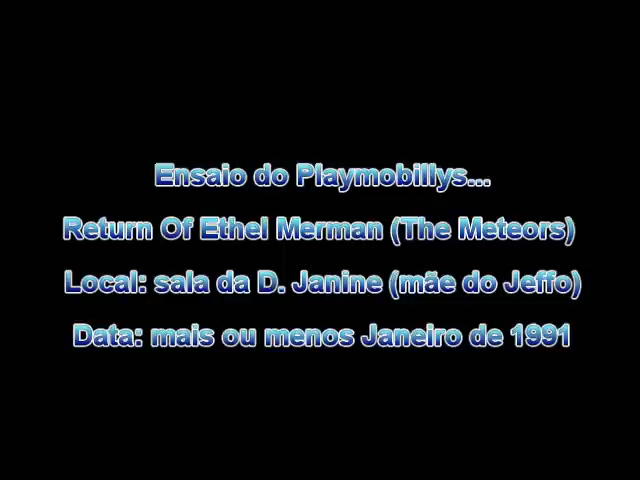 Ensaio do Playmobillys...
Return Of Ethel Merman (The Meteors)
Local: sala da D. Janine (mãe do Jeffo)
Data: mais ou menos Janeiro de 1991